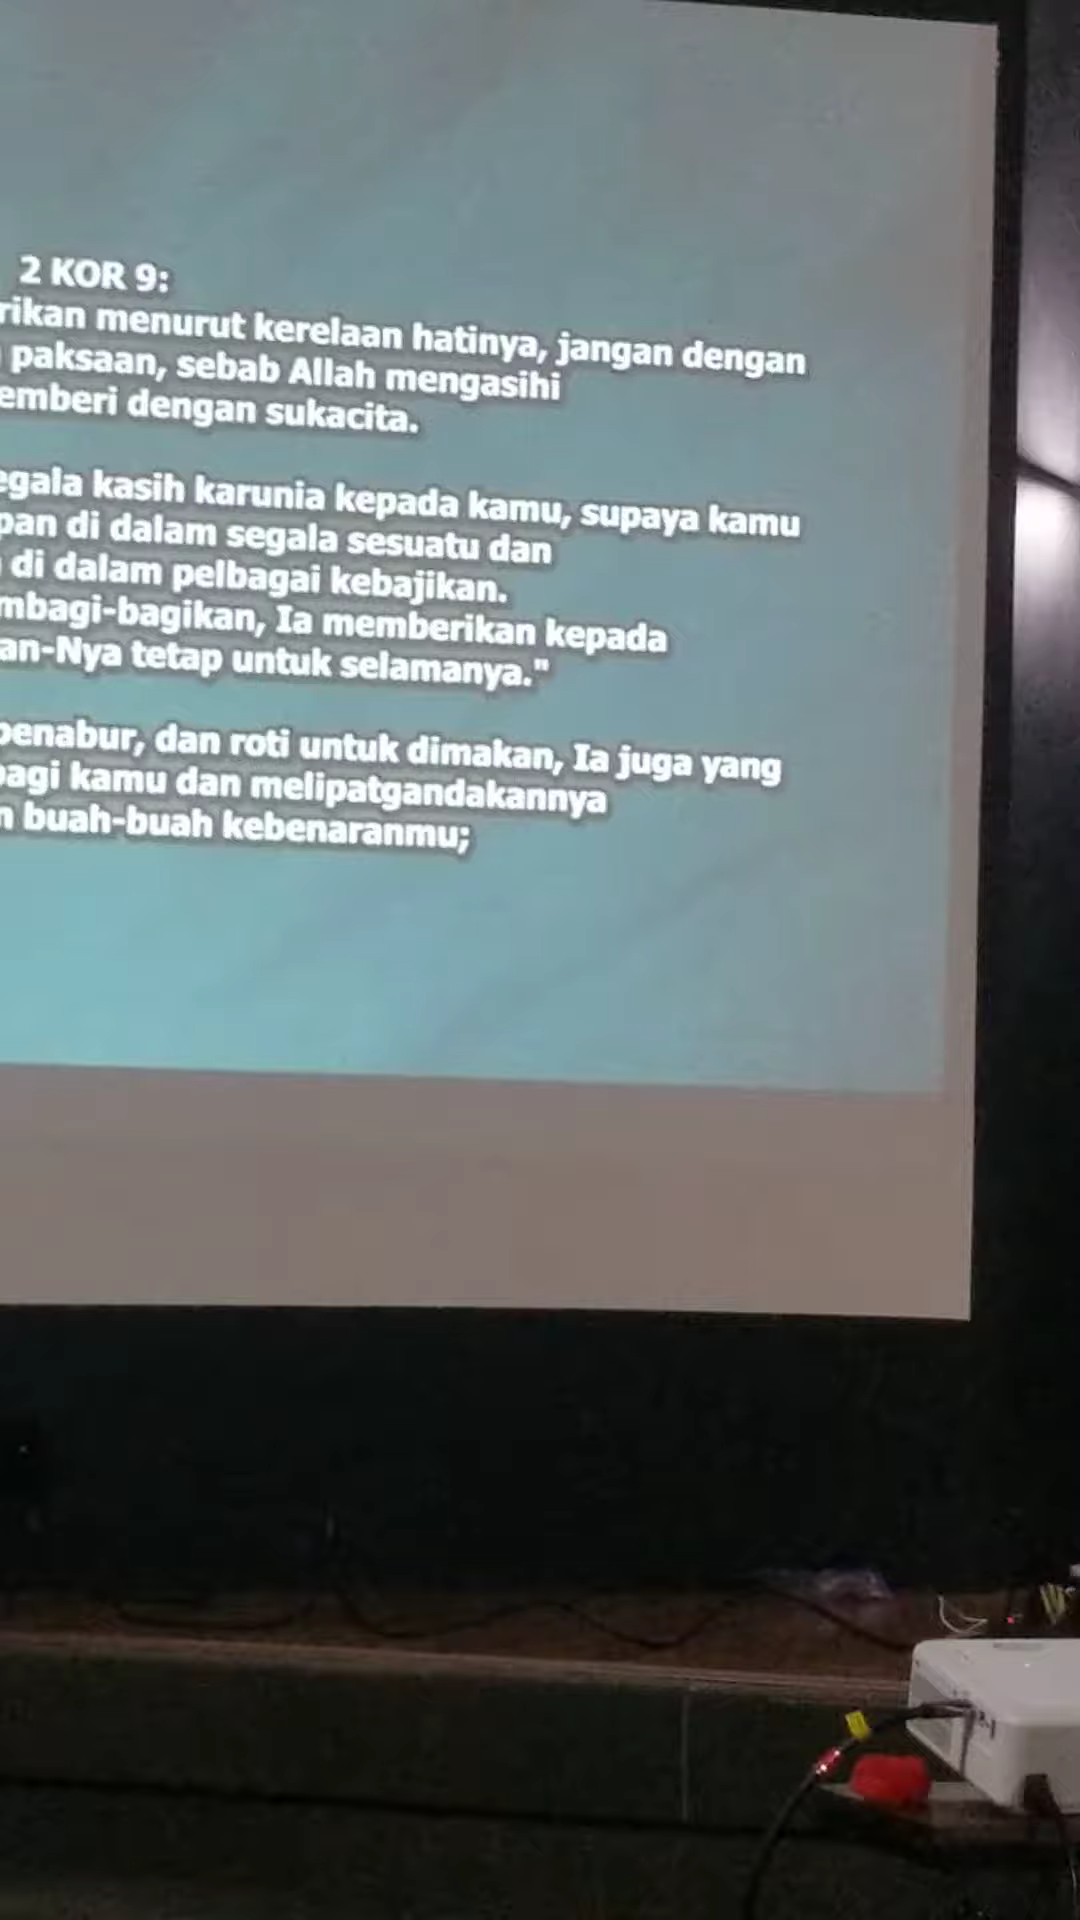 2 KOR 9:
rikan menurut kerelaan hatinya, jangan dengan
paksaan, sebab Allah mengasihi
emberi dengan sukacita.
egala kasih karunia kepada kamu, supaya kamu
pan di dalam segala sesuatu dan
di dalam pelbagai kebajikan.
mbagi-bagikan, Ia memberikan kepada
an-Nya tetap untuk selamanya."
penabur, dan roti untuk dimakan, Ia juga yang
bagi kamu dan melipatgandakannya
n buah-buah kebenaranmu;